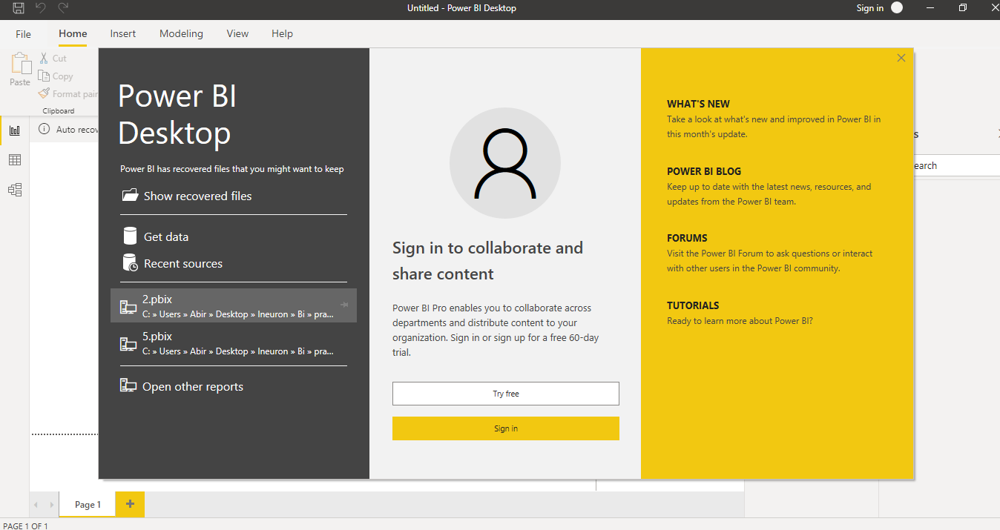 Untitled - Power BI Desktop
Sign in
File
Home
Insert
Modeling
View
Help
Paste
Cut
Copy
Format pain
Clipboard
Auto recov
Power BI
Desktop
Power BI has recovered files that you might want to keep
Show recovered files
Get data
Recent sources
2.pbix
C: » Users » Abir » Desktop » Ineuron » Bi » pra...
5.pbix
C: » Users » Abir » Desktop » Ineuron » Bi » pra...
Open other reports
Sign in to collaborate and
share content
Power BI Pro enables you to collaborate across
departments and distribute content to your
organization. Sign in or sign up for a free 60-day
trial.
Try free
Sign in
WHAT'S NEW
Take a look at what's new and improved in Power BI in
this month's update.
POWER BI BLOG
Keep up to date with the latest news, resources, and
updates from the Power BI team.
FORUMS
Visit the Power BI Forum to ask questions or interact
with other users in the Power BI community.
TUTORIALS
Ready to learn more about Power BI?
s
earch
Page 1
PAGE 1 OF 1